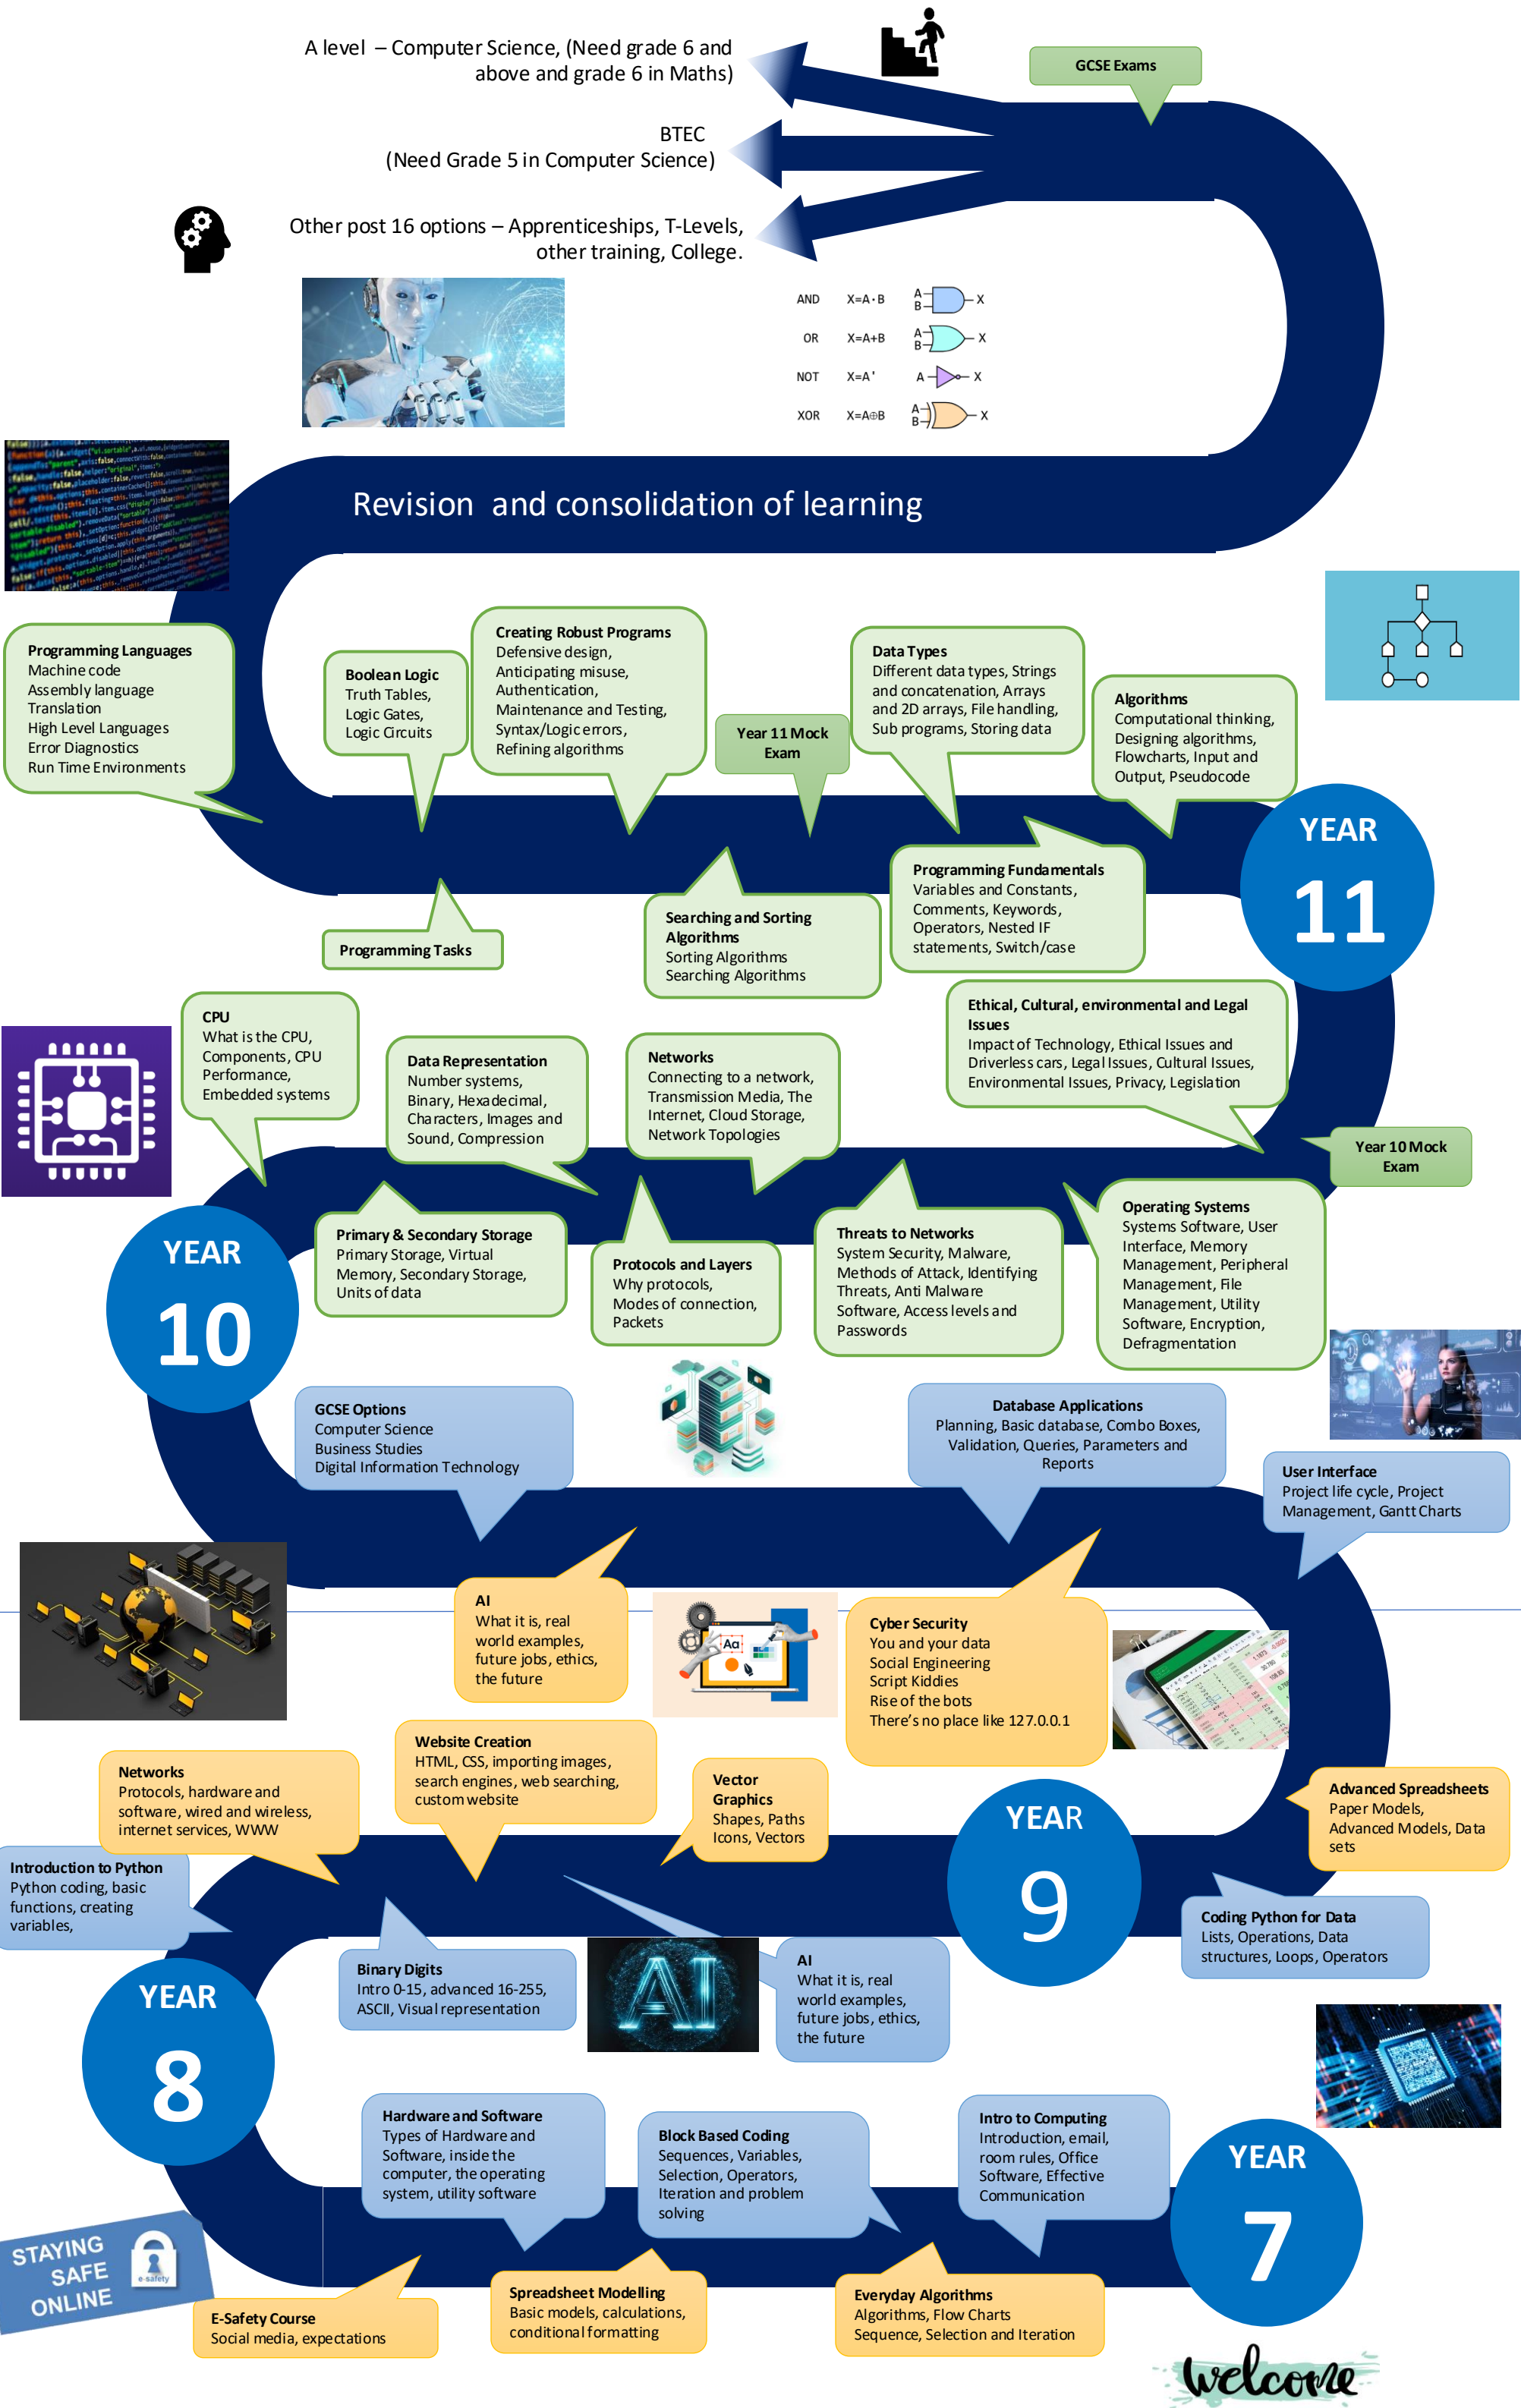 A level – Computer Science, (Need grade 6 and
above and grade 6 in Maths)
GCSE Exams
BTEC
(Need Grade 5 in Computer Science)
Other post 16 options – Apprenticeships, T-Levels,
other training, College.
AND X=A·B A B X
OR X=A+B A B X
NOT X=A' A X
XOR X=A⊕B A B X
Revision and consolidation of learning
Programming Languages
Machine code
Assembly language
Translation
High Level Languages
Error Diagnostics
Run Time Environments
Boolean Logic
Truth Tables,
Logic Gates,
Logic Circuits
Creating Robust Programs
Defensive design,
Anticipating misuse,
Authentication,
Maintenance and Testing,
Syntax/Logic errors,
Refining algorithms
Year 11 Mock
Exam
Data Types
Different data types, Strings
and concatenation, Arrays
and 2D arrays, File handling,
Sub programs, Storing data
Algorithms
Computational thinking,
Designing algorithms,
Flowcharts, Input and
Output, Pseudocode
YEAR
11
Programming Tasks
Searching and Sorting
Algorithms
Sorting Algorithms
Searching Algorithms
Programming Fundamentals
Variables and Constants,
Comments, Keywords,
Operators, Nested IF
statements, Switch/case
CPU
What is the CPU,
Components, CPU
Performance,
Embedded systems
Data Representation
Number systems,
Binary, Hexadecimal,
Characters, Images and
Sound, Compression
Networks
Connecting to a network,
Transmission Media, The
Internet, Cloud Storage,
Network Topologies
Ethical, Cultural, environmental and Legal
Issues
Impact of Technology, Ethical Issues and
Driverless cars, Legal Issues, Cultural Issues,
Environmental Issues, Privacy, Legislation
Year 10 Mock
Exam
YEAR
10
Primary & Secondary Storage
Primary Storage, Virtual
Memory, Secondary Storage,
Units of data
Protocols and Layers
Why protocols,
Modes of connection,
Packets
Threats to Networks
System Security, Malware,
Methods of Attack, Identifying
Threats, Anti Malware
Software, Access levels and
Passwords
Operating Systems
Systems Software, User
Interface, Memory
Management, Peripheral
Management, File
Management, Utility
Software, Encryption,
Defragmentation
GCSE Options
Computer Science
Business Studies
Digital Information Technology
Database Applications
Planning, Basic database, Combo Boxes,
Validation, Queries, Parameters and
Reports
User Interface
Project life cycle, Project
Management, Gantt Charts
AI
What it is, real
world examples,
future jobs, ethics,
the future
Aa
Cyber Security
You and your data
Social Engineering
Script Kiddies
Rise of the bots
There's no place like 127.0.0.1
Networks
Protocols, hardware and
software, wired and wireless,
internet services, WWW
Website Creation
HTML, CSS, importing images,
search engines, web searching,
custom website
Vector
Graphics
Shapes, Paths
Icons, Vectors
YEAR
9
Advanced Spreadsheets
Paper Models,
Advanced Models, Data
sets
Introduction to Python
Python coding, basic
functions, creating
variables,
Coding Python for Data
Lists, Operations, Data
structures, Loops, Operators
YEAR
8
Binary Digits
Intro 0-15, advanced 16-255,
ASCII, Visual representation
AI
AI
What it is, real
world examples,
future jobs, ethics,
the future
Hardware and Software
Types of Hardware and
Software, inside the
computer, the operating
system, utility software
Block Based Coding
Sequences, Variables,
Selection, Operators,
Iteration and problem
solving
Intro to Computing
Introduction, email,
room rules, Office
Software, Effective
Communication
YEAR
7
STAYING
SAFE
ONLINE
e-safety
E-Safety Course
Social media, expectations
Spreadsheet Modelling
Basic models, calculations,
conditional formatting
Everyday Algorithms
Algorithms, Flow Charts
Sequence, Selection and Iteration
welcome